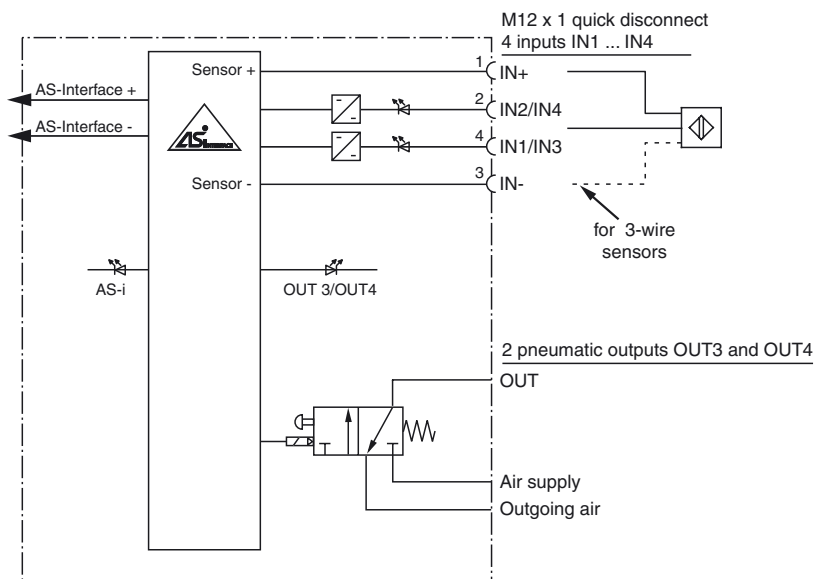 M12 x 1 quick disconnect
4 inputs IN1 ... IN4
Sensor +
1
IN+
AS-Interface +
2
IN2/IN4
AS-Interface -
4
IN1/IN3
ASi
INTERFACE
Sensor -
3
IN-
for 3-wire
sensors
AS-i
OUT 3/OUT4
2 pneumatic outputs OUT3 and OUT4
OUT
Air supply
Outgoing air